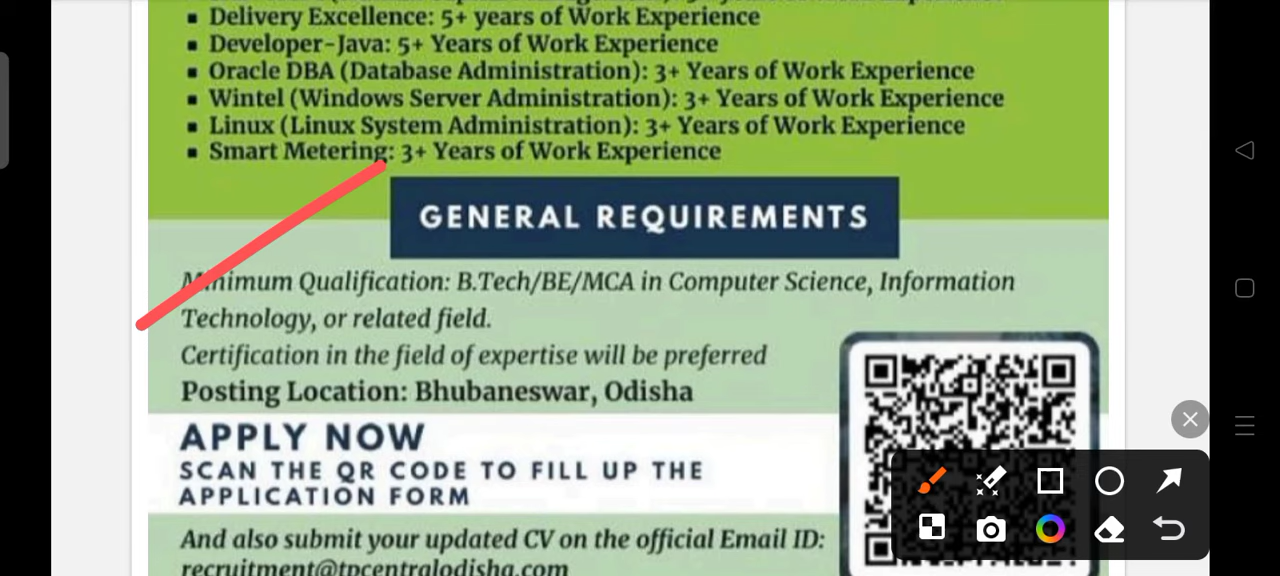 Delivery Excellence: 5+ years of Work Experience
Developer-Java: 5+ Years of Work Experience
Oracle DBA (Database Administration): 3+ Years of Work Experience
Wintel (Windows Server Administration): 3+ Years of Work Experience
Linux (Linux System Administration): 3+ Years of Work Experience
Smart Metering: 3+ Years of Work Experience
GENERAL REQUIREMENTS
Minimum Qualification: B.Tech/BE/MCA in Computer Science, Information
Technology, or related field.
Certification in the field of expertise will be preferred
Posting Location: Bhubaneswar, Odisha
APPLY NOW
SCAN THE QR CODE TO FILL UP THE
APPLICATION FORM
And also submit your updated CV on the official Email ID:
recruitment@tpcentralodisha.com